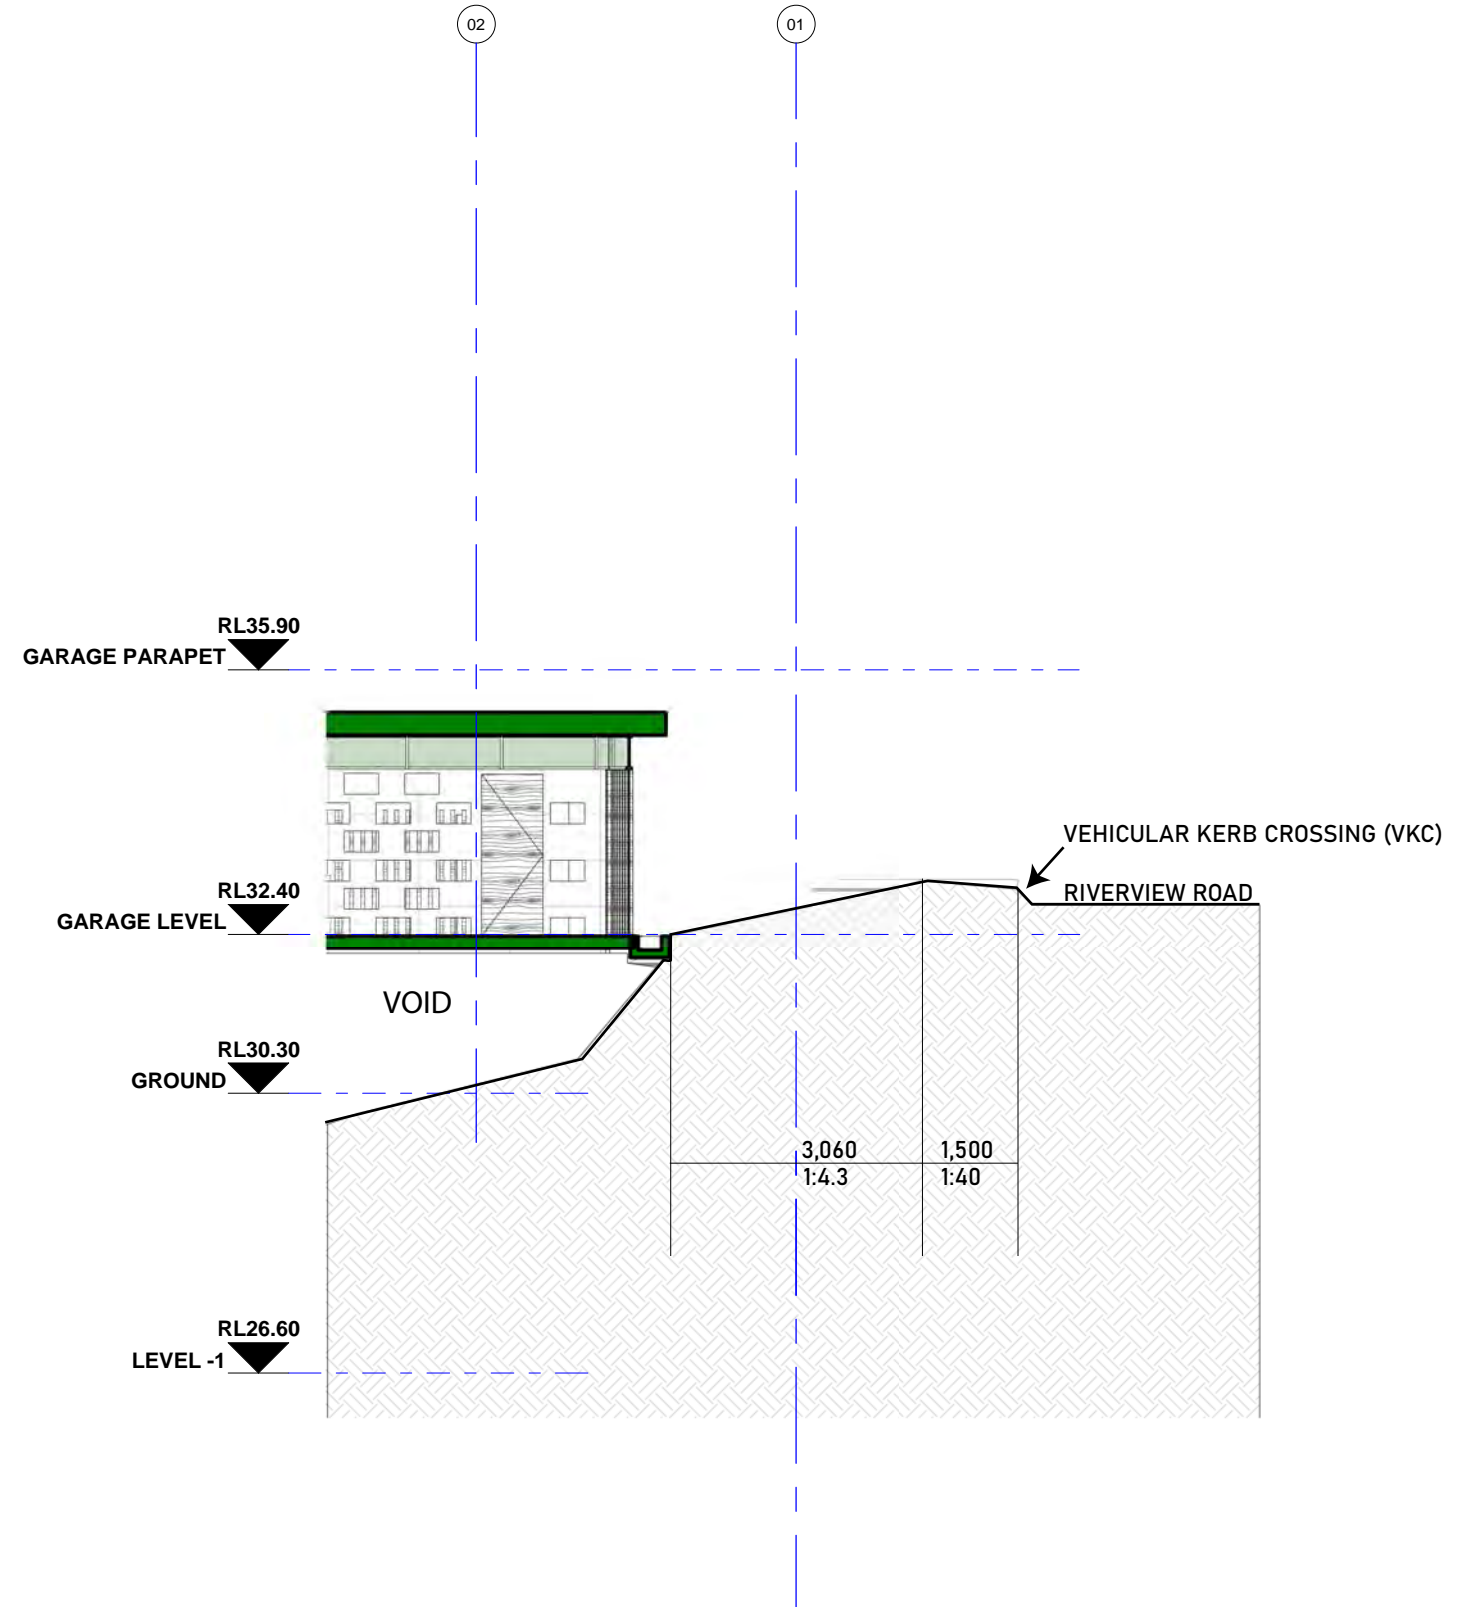 02
01
RL35.90
GARAGE PARAPET
VEHICULAR KERB CROSSING (VKC)
RL32.40
RIVERVIEW ROAD
GARAGE LEVEL
VOID
RL30.30
GROUND
3,060
1,500
1:4.3
1:40
RL26.60
LEVEL -1